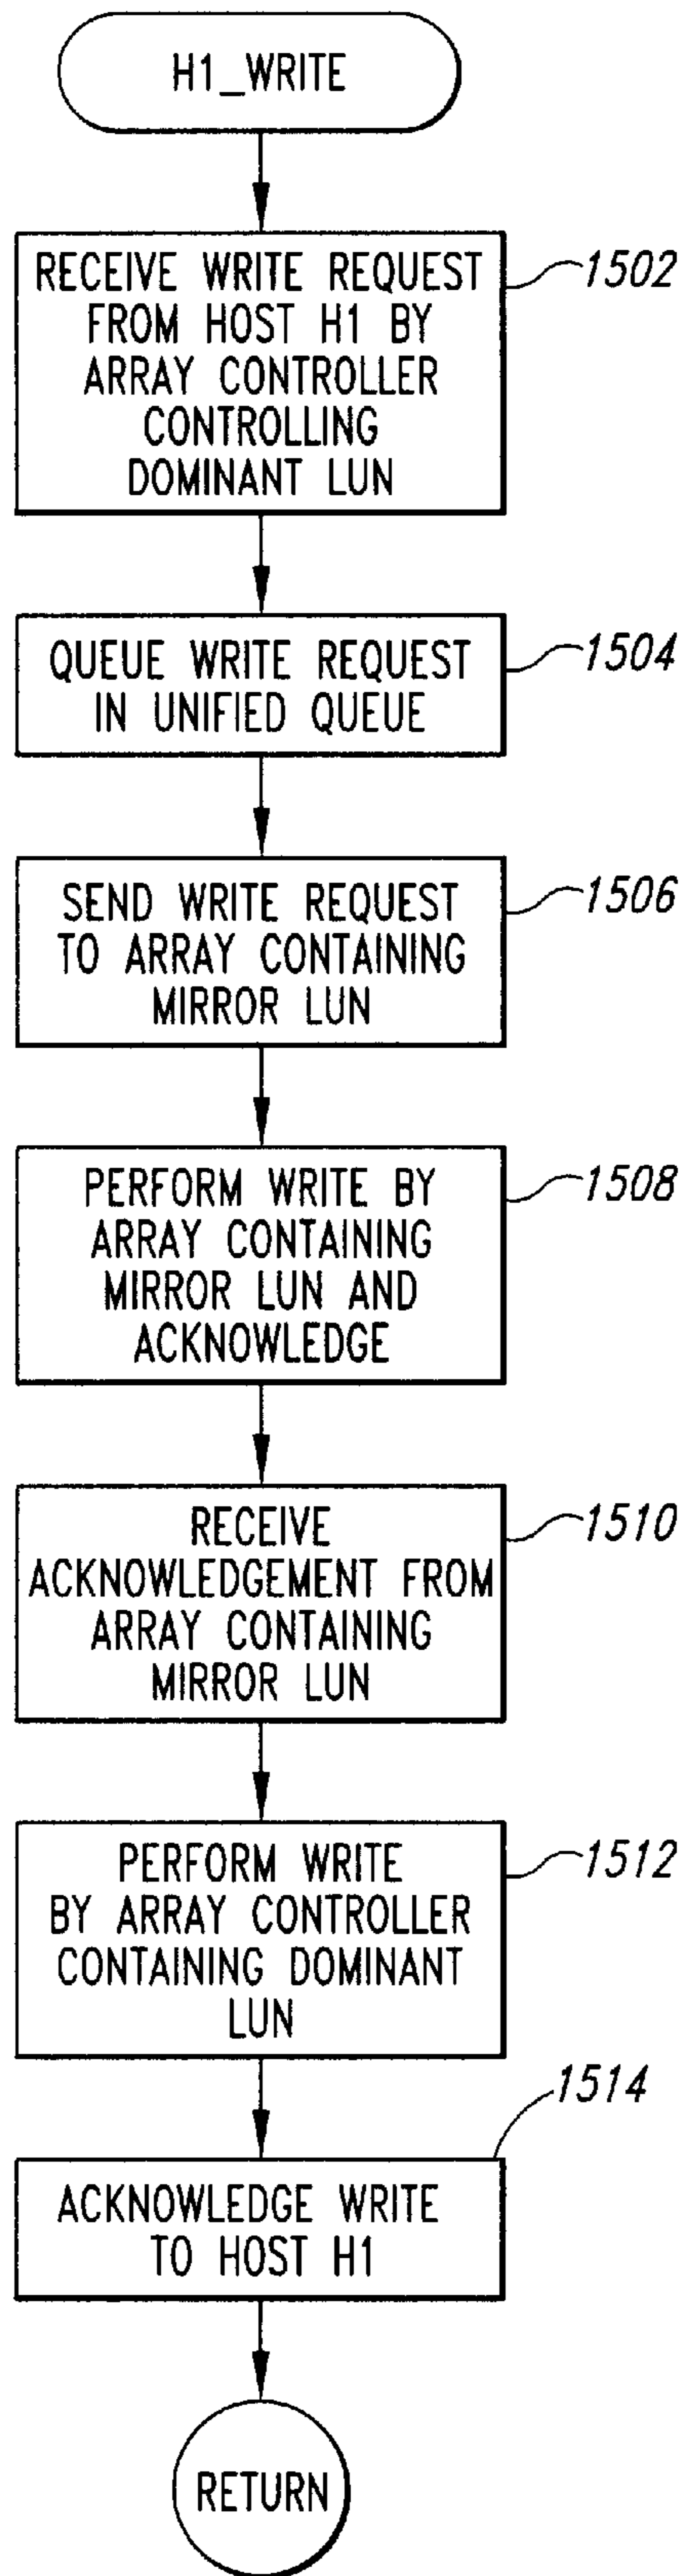 H1_WRITE
RECEIVE WRITE REQUEST
FROM HOST H1 BY
ARRAY CONTROLLER
CONTROLLING
DOMINANT LUN
1502
QUEUE WRITE REQUEST
IN UNIFIED QUEUE
1504
SEND WRITE REQUEST
TO ARRAY CONTAINING
MIRROR LUN
1506
PERFORM WRITE BY
ARRAY CONTAINING
MIRROR LUN AND
ACKNOWLEDGE
1508
RECEIVE
ACKNOWLEDGEMENT FROM
ARRAY CONTAINING
MIRROR LUN
1510
PERFORM WRITE
BY ARRAY CONTROLLER
CONTAINING DOMINANT
LUN
1512
1514
ACKNOWLEDGE WRITE
TO HOST H1
RETURN